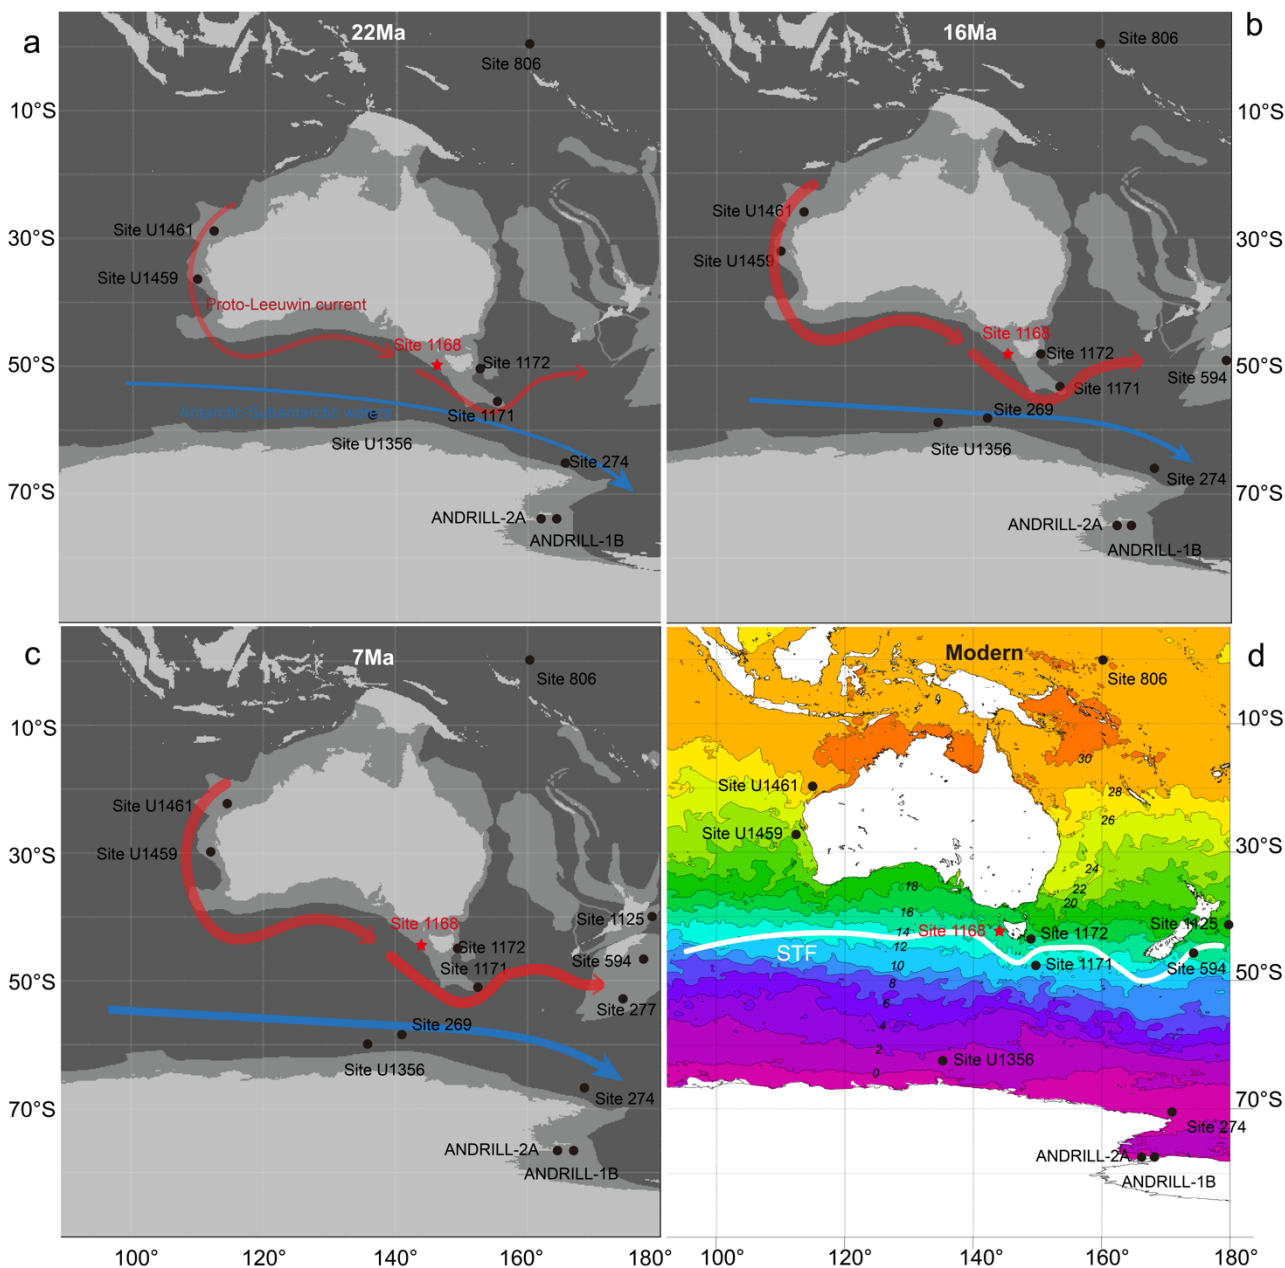 a
22Ma
Site 806
10°S
Site U1461
30°S
Site U1459
Proto-Leeuwin current
Site 1168
50°S
Site 1172
Antarctic-Subantarctic waters
Site 1171
Site U1356
Site 274
70°S
ANDRILL-2A
ANDRILL-1B
b
16Ma
Site 806
10°S
Site U1461
30°S
Site U1459
Site 1168
Site 1172
50°S
Site 594
Site 1171
Site 269
Site U1356
Site 274
70°S
ANDRILL-2A
ANDRILL-1B
c
7Ma
Site 806
10°S
Site U1461
Site U1459
30°S
Site 1168
Site 1125
Site 1172
Site 594
1171
50°S
Site 277
Site 269
Site U1356
Site 274
70°S
ANDRILL-2A
ANDRILL-1B
100°
120°
140°
160°
180°
d
Modern
Site 806
10°S
30
Site U1461
28
26
Site U1459
30°S
24
18
22
20
16
Site 1168
14
Site 1172
Site 1125
12
STF
10
Site 1171
Site 594
50°S
8
6
4
2
Site U1356
0
70°S
Site 274
ANDRILL-2A
ANDRILL-1B
100°
120°
140°
160°
180°